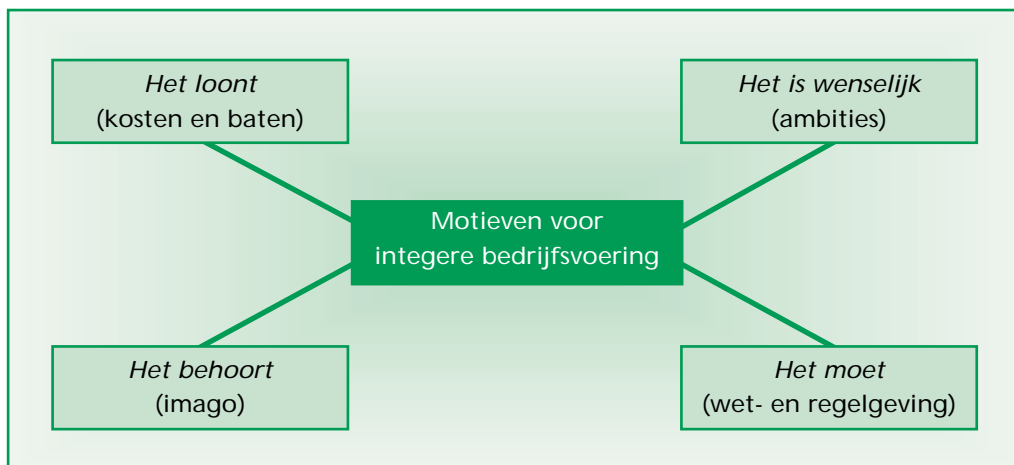 Het loont
(kosten en baten)
Het is wenselijk
(ambities)
Motieven voor
integere bedrijfsvoering
Het behoort
(imago)
Het moet
(wet- en regelgeving)